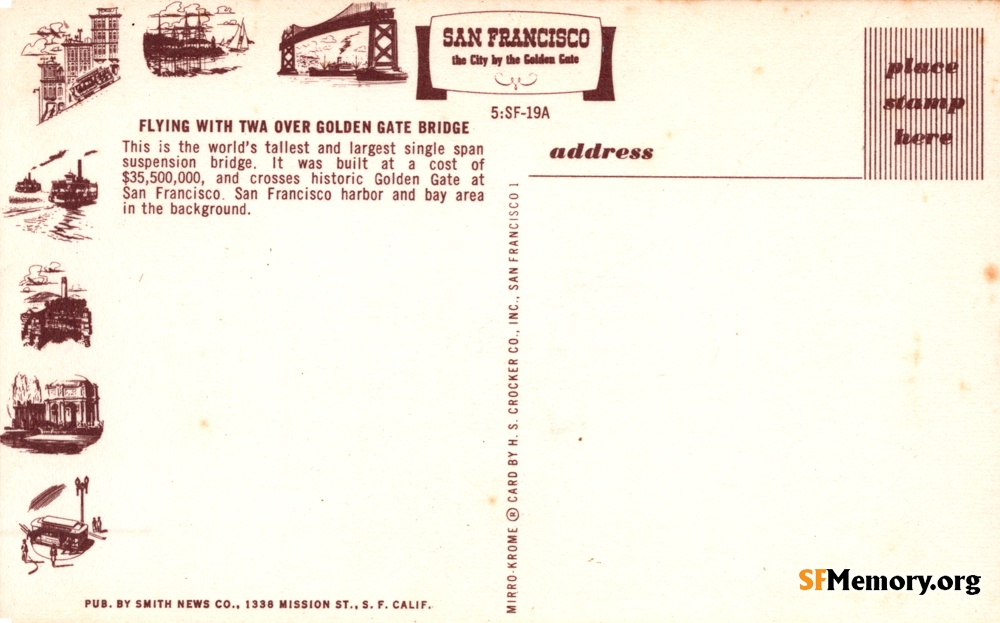 SAN FRANCISCO
the City by the Golden Gate
5:SF-19A
FLYING WITH TWA OVER GOLDEN GATE BRIDGE
This is the world's tallest and largest single span
suspension bridge. It was built at a cost of
$35,500,000, and crosses historic Golden Gate at
San Francisco. San Francisco harbor and bay area
in the background.
place
stamp
here
address
MIRRO-KROME ® CARD BY H. S. CROCKER CO., INC., SAN FRANCISCO 1
PUB. BY SMITH NEWS CO., 1336 MISSION ST., S. F. CALIF.
SFMemory.org